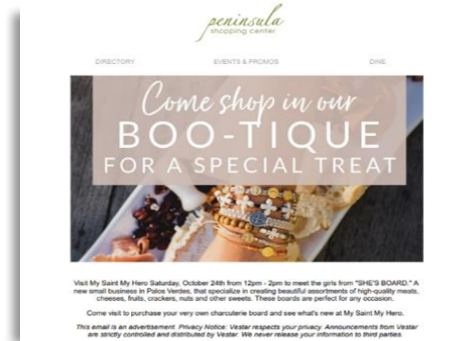 peninsula
shopping center
DIRECTORY EVENTS & PROMOS DINE
Come shop in our
BOO-TIQUE
FOR A SPECIAL TREAT
Visit My Saint My Hero Saturday, October 24th from 12pm - 2pm to meet the girls from "SHE'S BOARD." A
new small business in Palos Verdes, that specialize in creating beautiful assortments of high-quality meats,
cheeses, fruits, crackers, nuts and other sweets. These boards are perfect for any occasion.
Come visit to purchase your very own charcuterie board and see what's new at My Saint My Hero.
This email is an advertisement. Privacy Notice: Vestar respects your privacy. Announcements from Vestar
are strictly controlled and distributed by Vestar. We never release your information to third parties.